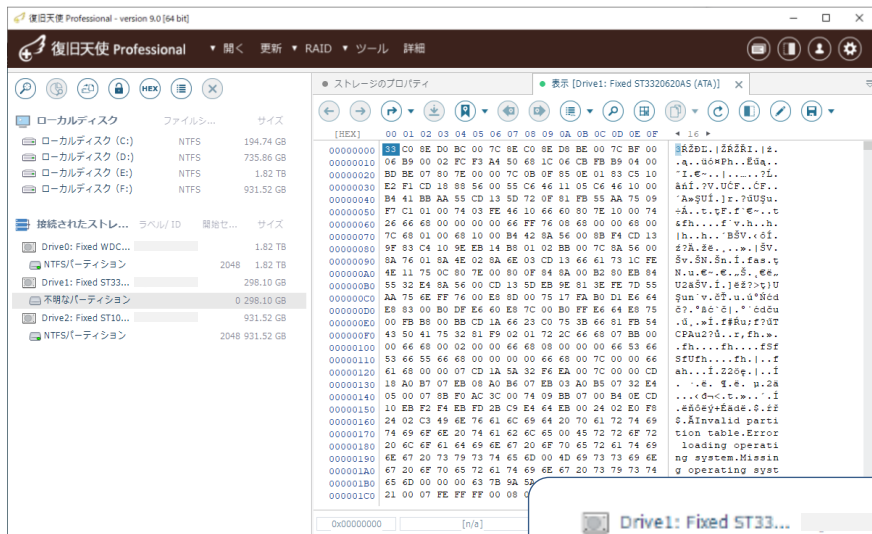 復旧天使 Professional - version 9.0 [64 bit]
復旧天使 Professional ▾ 開く 更新 ▾ RAID ▾ ツール 詳細
HEX
ローカルディスク ファイルシ... サイズ
ローカルディスク (C:) NTFS 194.74 GB
ローカルディスク (D:) NTFS 735.86 GB
ローカルディスク (E:) NTFS 1.82 TB
ローカルディスク (F:) NTFS 931.52 GB
接続されたストレ... ラベル/ ID 開始セ... サイズ
Drive0: Fixed WDC... 1.82 TB
NTFSパーティション 2048 1.82 TB
Drive1: Fixed ST33... 298.10 GB
不明なパーティション 0 298.10 GB
Drive2: Fixed ST10... 931.52 GB
NTFSパーティション 2048 931.52 GB
ストレージのプロパティ
表示 [Drive1: Fixed ST3320620AS (ATA)]
[HEX] 00 01 02 03 04 05 06 07 08 09 0A 0B 0C 0D 0E 0F 16
00000000 33 C0 8E D0 BC 00 7C 8E C0 8E D8 BE 00 7C BF 00
00000010 06 B9 00 02 FC F3 A4 50 68 1C 06 CB FB B9 04 00
00000020 BD BE 07 80 7E 00 00 7C 0B 0F 85 0E 01 83 C5 10
00000030 E2 F1 CD 18 88 56 00 55 C6 46 11 05 C6 46 10 00
00000040 B4 41 BB AA 55 CD 13 5D 72 0F 81 FB 55 AA 75 09
00000050 F7 C1 01 00 74 03 FE 46 10 66 60 80 7E 10 00 74
00000060 26 66 68 00 00 00 00 66 FF 76 08 68 00 00 68 00
00000070 7C 68 01 00 68 10 00 B4 42 8A 56 00 8B F4 CD 13
00000080 9F 83 C4 10 9E EB 14 B8 01 02 BB 00 7C 8A 56 00
00000090 8A 76 01 8A 4E 02 8A 6E 03 CD 13 66 61 73 1C FE
000000A0 4E 11 75 0C 80 7E 00 80 0F 84 8A 00 B2 80 EB 84
000000B0 55 32 E4 8A 56 00 CD 13 5D EB 9E 81 3E FE 7D 55
000000C0 AA 75 6E FF 76 00 E8 8D 00 75 17 FA B0 D1 E6 64
000000D0 E8 83 00 B0 DF E6 60 E8 7C 00 B0 FF E6 64 E8 75
000000E0 00 FB B8 00 BB CD 1A 66 23 C0 75 3B 66 81 FB 54
000000F0 43 50 41 75 32 81 F9 02 01 72 2C 66 68 07 BB 00
00000100 00 66 68 00 02 00 00 66 68 08 00 00 00 66 53 66
00000110 53 66 55 66 68 00 00 00 00 66 68 00 7C 00 00 66
00000120 61 68 00 00 07 CD 1A 5A 32 F6 EA 00 7C 00 00 CD
00000130 18 A0 B7 07 EB 08 A0 B6 07 EB 03 A0 B5 07 32 E4
00000140 05 00 07 8B F0 AC 3C 00 74 09 BB 07 00 B4 0E CD
00000150 10 EB F2 F4 EB FD 2B C9 E4 64 EB 00 24 02 E0 F8
00000160 24 02 C3 49 6E 76 61 6C 69 64 20 70 61 72 74 69 $.ĂInvalid parti
00000170 74 69 6F 6E 20 74 61 62 6C 65 00 45 72 72 6F 72 tion table.Error
00000180 20 6C 6F 61 64 69 6E 67 20 6F 70 65 72 61 74 69 loading operati
00000190 6E 67 20 73 79 73 74 65 6D 00 4D 69 73 73 69 6E ng system.Missin
000001A0 67 20 6F 70 65 72 61 74 69 6E 67 20 73 79 73 74 g operating syst
000001B0 65 6D 00 00 00 63 7B 9A
000001C0 21 00 07 FE FF FF 00 08
0x00000000 [n/a]
Drive1: Fixed ST33...